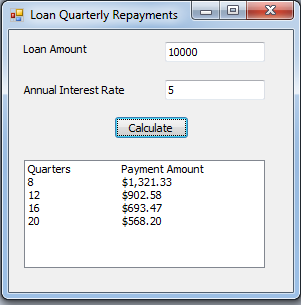 Loan Quarterly Repayments
Loan Amount 10000
Annual Interest Rate 5
Calculate
Quarters Payment Amount
8 $1,321.33
12 $902.58
16 $693.47
20 $568.20